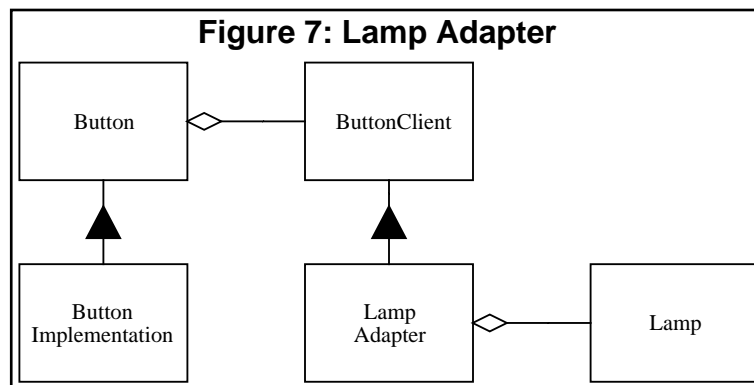 Figure 7: Lamp Adapter
Button
ButtonClient
Button
Implementation
Lamp
Adapter
Lamp